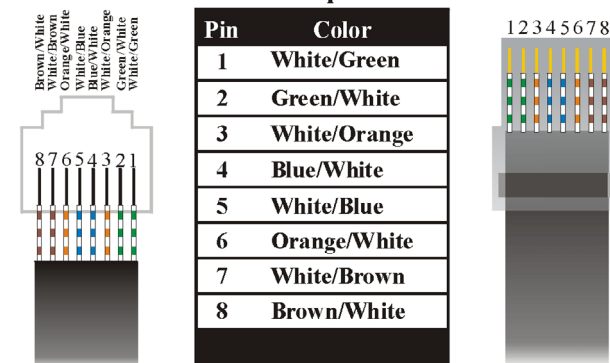 Brown/White
White/Brown
Orange/White
White/Blue
Blue/White
White/Orange
Green/White
White/Green
87654321
Pin Color
1 White/Green
2 Green/White
3 White/Orange
4 Blue/White
5 White/Blue
6 Orange/White
7 White/Brown
8 Brown/White
12345678